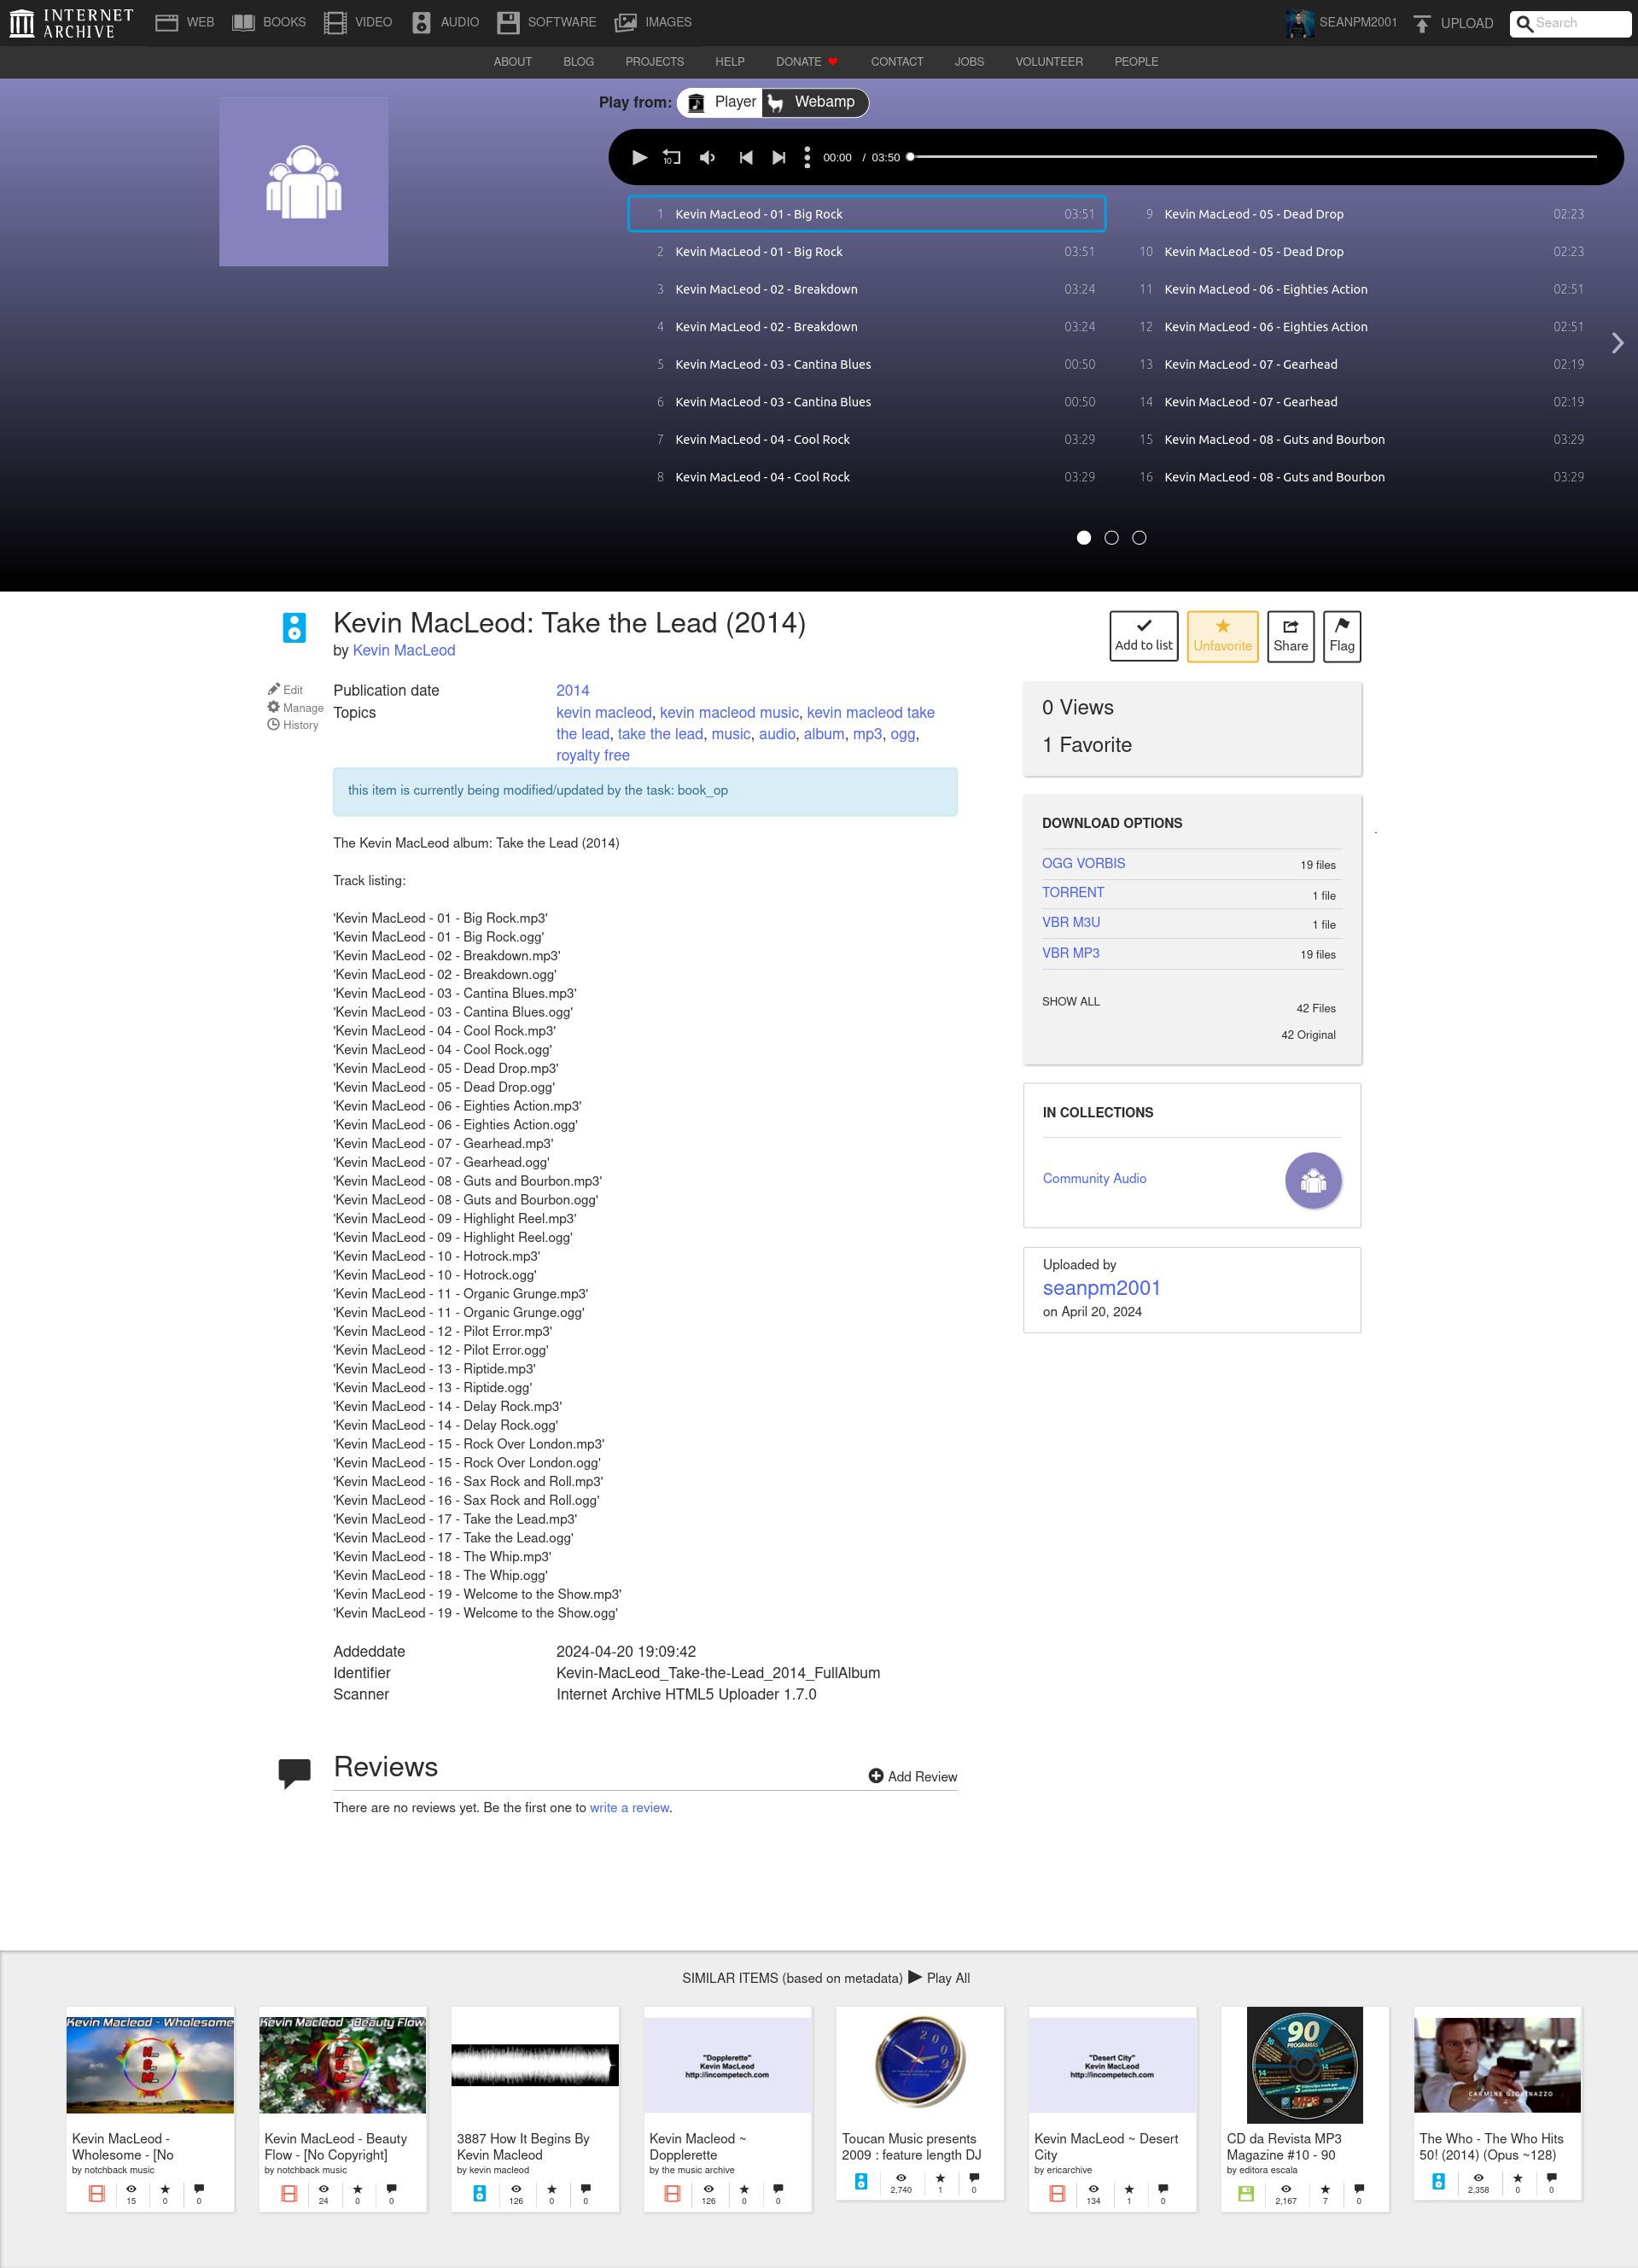 INTERNET ARCHIVE
WEB BOOKS VIDEO AUDIO SOFTWARE IMAGES SEANPM2001 UPLOAD Search
ABOUT BLOG PROJECTS HELP DONATE CONTACT JOBS VOLUNTEER PEOPLE
Play from: Player Webamp
10 00:00 / 03:50
1 Kevin MacLeod - 01 - Big Rock 03:51
2 Kevin MacLeod - 01 - Big Rock 03:51
3 Kevin MacLeod - 02 - Breakdown 03:24
4 Kevin MacLeod - 02 - Breakdown 03:24
5 Kevin MacLeod - 03 - Cantina Blues 00:50
6 Kevin MacLeod - 03 - Cantina Blues 00:50
7 Kevin MacLeod - 04 - Cool Rock 03:29
8 Kevin MacLeod - 04 - Cool Rock 03:29
9 Kevin MacLeod - 05 - Dead Drop 02:23
10 Kevin MacLeod - 05 - Dead Drop 02:23
11 Kevin MacLeod - 06 - Eighties Action 02:51
12 Kevin MacLeod - 06 - Eighties Action 02:51
13 Kevin MacLeod - 07 - Gearhead 02:19
14 Kevin MacLeod - 07 - Gearhead 02:19
15 Kevin MacLeod - 08 - Guts and Bourbon 03:29
16 Kevin MacLeod - 08 - Guts and Bourbon 03:29
Kevin MacLeod: Take the Lead (2014)
by Kevin MacLeod
Add to list Unfavorite Share Flag
Edit
Manage
History
Publication date 2014
Topics kevin macleod, kevin macleod music, kevin macleod take
the lead, take the lead, music, audio, album, mp3, ogg,
royalty free
this item is currently being modified/updated by the task: book_op
The Kevin MacLeod album: Take the Lead (2014)
Track listing:
'Kevin MacLeod - 01 - Big Rock.mp3'
'Kevin MacLeod - 01 - Big Rock.ogg'
'Kevin MacLeod - 02 - Breakdown.mp3'
'Kevin MacLeod - 02 - Breakdown.ogg'
'Kevin MacLeod - 03 - Cantina Blues.mp3'
'Kevin MacLeod - 03 - Cantina Blues.ogg'
'Kevin MacLeod - 04 - Cool Rock.mp3'
'Kevin MacLeod - 04 - Cool Rock.ogg'
'Kevin MacLeod - 05 - Dead Drop.mp3'
'Kevin MacLeod - 05 - Dead Drop.ogg'
'Kevin MacLeod - 06 - Eighties Action.mp3'
'Kevin MacLeod - 06 - Eighties Action.ogg'
'Kevin MacLeod - 07 - Gearhead.mp3'
'Kevin MacLeod - 07 - Gearhead.ogg'
'Kevin MacLeod - 08 - Guts and Bourbon.mp3'
'Kevin MacLeod - 08 - Guts and Bourbon.ogg'
'Kevin MacLeod - 09 - Highlight Reel.mp3'
'Kevin MacLeod - 09 - Highlight Reel.ogg'
'Kevin MacLeod - 10 - Hotrock.mp3'
'Kevin MacLeod - 10 - Hotrock.ogg'
'Kevin MacLeod - 11 - Organic Grunge.mp3'
'Kevin MacLeod - 11 - Organic Grunge.ogg'
'Kevin MacLeod - 12 - Pilot Error.mp3'
'Kevin MacLeod - 12 - Pilot Error.ogg'
'Kevin MacLeod - 13 - Riptide.mp3'
'Kevin MacLeod - 13 - Riptide.ogg'
'Kevin MacLeod - 14 - Delay Rock.mp3'
'Kevin MacLeod - 14 - Delay Rock.ogg'
'Kevin MacLeod - 15 - Rock Over London.mp3'
'Kevin MacLeod - 15 - Rock Over London.ogg'
'Kevin MacLeod - 16 - Sax Rock and Roll.mp3'
'Kevin MacLeod - 16 - Sax Rock and Roll.ogg'
'Kevin MacLeod - 17 - Take the Lead.mp3'
'Kevin MacLeod - 17 - Take the Lead.ogg'
'Kevin MacLeod - 18 - The Whip.mp3'
'Kevin MacLeod - 18 - The Whip.ogg'
'Kevin MacLeod - 19 - Welcome to the Show.mp3'
'Kevin MacLeod - 19 - Welcome to the Show.ogg'
Addeddate 2024-04-20 19:09:42
Identifier Kevin-MacLeod_Take-the-Lead_2014_FullAlbum
Scanner Internet Archive HTML5 Uploader 1.7.0
0 Views
1 Favorite
DOWNLOAD OPTIONS
OGG VORBIS 19 files
TORRENT 1 file
VBR M3U 1 file
VBR MP3 19 files
SHOW ALL 42 Files
42 Original
IN COLLECTIONS
Community Audio
Uploaded by
seanpm2001
on April 20, 2024
Reviews
Add Review
There are no reviews yet. Be the first one to write a review.
SIMILAR ITEMS (based on metadata) Play All
Kevin Macleod - Wholesome
Kevin MacLeod -
Wholesome - [No
by notchback music
15 0 0
Kevin Macleod - Beauty Flow
Kevin MacLeod - Beauty
Flow - [No Copyright]
by notchback music
24 0 0
3887 How It Begins By
Kevin Macleod
by kevin macleod
126 0 0
"Dopplerette"
Kevin MacLeod
http://incompetech.com
Kevin Macleod ~
Dopplerette
by the music archive
126 0 0
2009
Toucan Music presents
2009 : feature length DJ
2,740 1 0
"Desert City"
Kevin MacLeod
http://incompetech.com
Kevin MacLeod ~ Desert
City
by ericarchive
134 1 0
90
PROGRAMAS
MP3
CD da Revista MP3
Magazine #10 - 90
by editora escala
2,167 7 0
CARMINE GIOVINAZZO
The Who - The Who Hits
50! (2014) (Opus ~128)
2,358 0 0